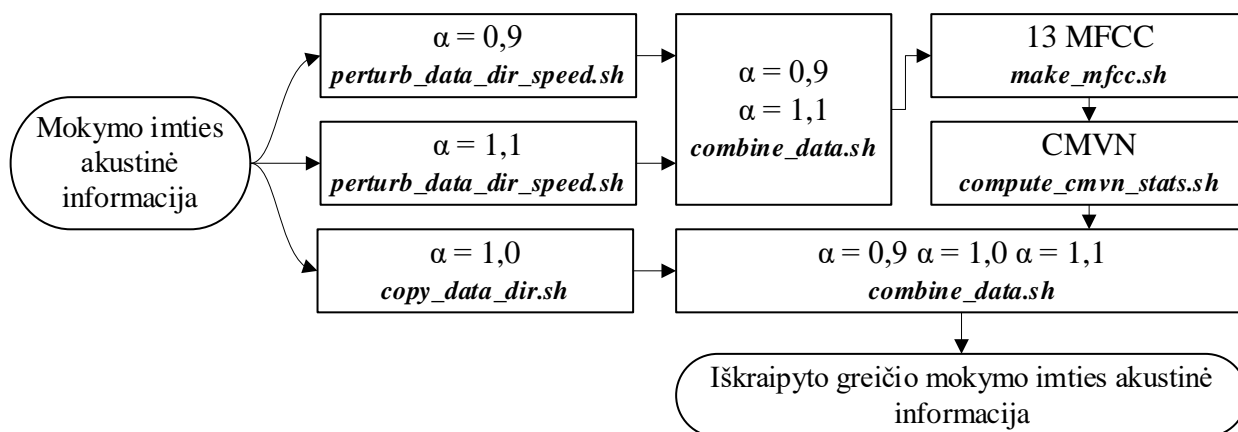 Mokymo imties
akustinė
informacija
α = 0,9
perturb_data_dir_speed.sh
α = 1,1
perturb_data_dir_speed.sh
α = 1,0
copy_data_dir.sh
α = 0,9
α = 1,1
combine_data.sh
13 MFCC
make_mfcc.sh
CMVN
compute_cmvn_stats.sh
α = 0,9 α = 1,0 α = 1,1
combine_data.sh
Iškraipyto greičio mokymo imties akustinė
informacija